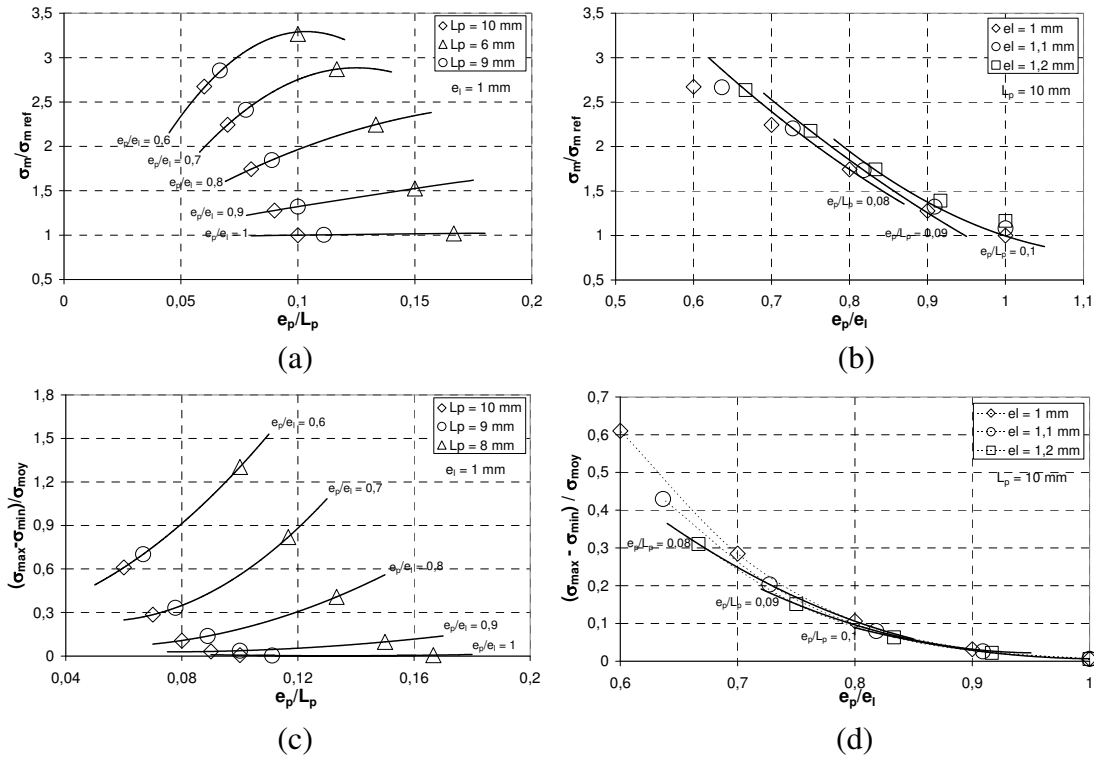 σm/σm ref
3,5
3
2,5
2
1,5
1
0,5
0
0,05
0,1
0,15
0,2
ep/Lp
Lp = 10 mm
Lp = 6 mm
Lp = 9 mm
el = 1 mm
ep/el = 0,6
ep/el = 0,7
ep/el = 0,8
ep/el = 0,9
ep/el = 1
(a)
σm/σm ref
3,5
3
2,5
2
1,5
1
0,5
0,5
0,6
0,7
0,8
0,9
1
1,1
ep/el
el = 1 mm
el = 1,1 mm
el = 1,2 mm
Lp = 10 mm
ep/Lp = 0,08
ep/Lp = 0,09
ep/Lp = 0,1
(b)
(σmax-σmin)/σmoy
1,8
1,5
1,2
0,9
0,6
0,3
0
0,04
0,08
0,12
0,16
0,2
ep/Lp
Lp = 10 mm
Lp = 9 mm
Lp = 8 mm
el = 1 mm
ep/el = 0,6
ep/el = 0,7
ep/el = 0,8
ep/el = 0,9
ep/el = 1
(c)
(σmax - σmin) / σmoy
0,7
0,6
0,5
0,4
0,3
0,2
0,1
0
0,6
0,7
0,8
0,9
1
ep/el
el = 1 mm
el = 1,1 mm
el = 1,2 mm
Lp = 10 mm
ep/Lp = 0,08
ep/Lp = 0,09
ep/Lp = 0,1
(d)